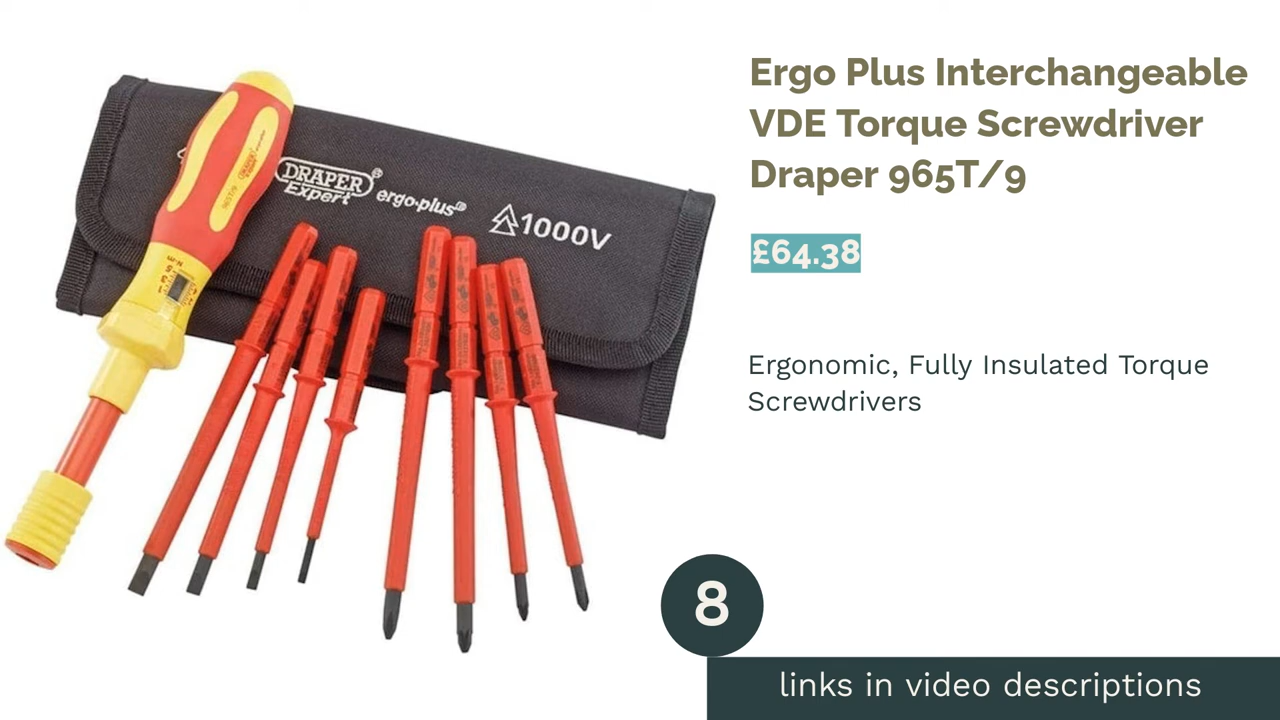 Ergo Plus Interchangeable
VDE Torque Screwdriver
Draper 965T/9
£64.38
DRAPER®
Expert
ergo·plus
1000V
Ergonomic, Fully Insulated Torque
Screwdrivers
8
links in video descriptions